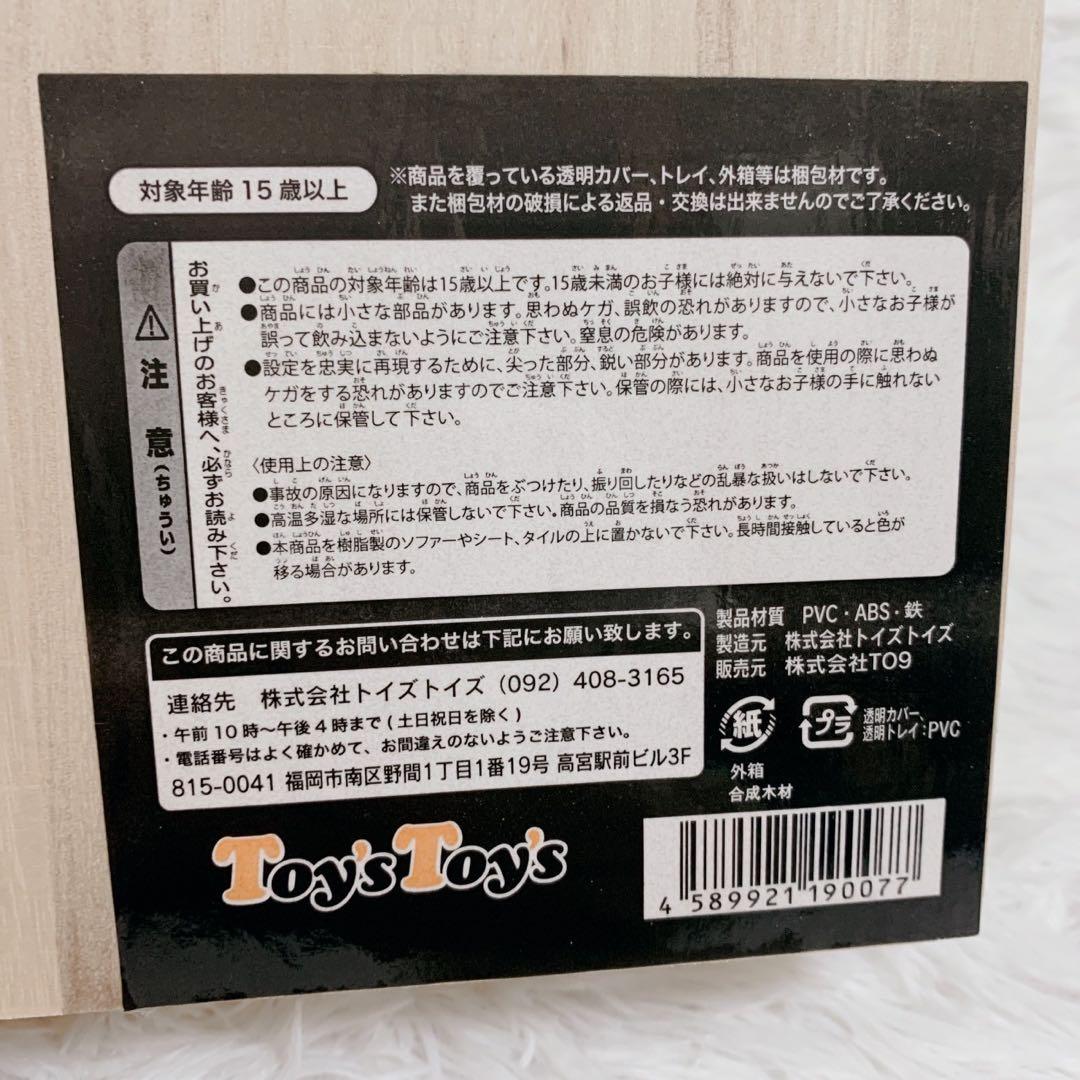 対象年齢15歳以上
※商品を覆っている透明カバー、トレイ、外箱等は梱包材です。
また梱包材の破損による返品・交換は出来ませんのでご了承ください。
⚠注意(ちゅうい)
お買い上げのお客様へ、必ずお読み下さい。
●この商品の対象年齢は15歳以上です。15歳未満のお子様には絶対に与えないで下さい。
●商品には小さな部品があります。思わぬケガ、誤飲の恐れがありますので、小さなお子様が
誤って飲み込まないようにご注意下さい。窒息の危険があります。
●設定を忠実に再現するために、尖った部分、鋭い部分があります。商品を使用の際に思わぬ
ケガをする恐れがありますのでご注意下さい。保管の際には、小さなお子様の手に触れない
ところに保管して下さい。
〈使用上の注意〉
●事故の原因になりますので、商品をぶつけたり、振り回したりなどの乱暴な扱いはしないで下さい。
●高温多湿な場所には保管しないで下さい。商品の品質を損なう恐れがあります。
●本商品を樹脂製のソファーやシート、タイルの上に置かないで下さい。長時間接触していると色が
移る場合があります。
この商品に関するお問い合わせは下記にお願い致します。
連絡先 株式会社トイズトイズ(092)408-3165
・午前10時〜午後4時まで(土日祝日を除く)
・電話番号はよく確かめて、お間違えのないようご注意下さい。
815-0041 福岡市南区野間1丁目1番19号 高宮駅前ビル3F
製品材質 PVC・ABS・鉄
製造元 株式会社トイズトイズ
販売元 株式会社TO9
紙
外箱
合成木材
プラ
透明カバー、
透明トレイ:PVC
Toy's Toy's
4 589921 190077